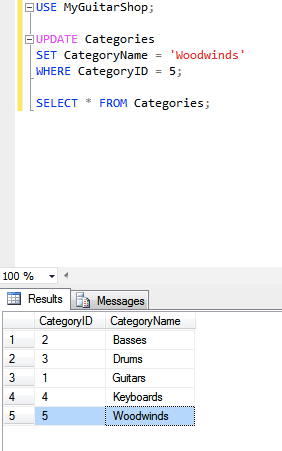 USE MyGuitarShop;
UPDATE Categories
SET CategoryName = 'Woodwinds'
WHERE CategoryID = 5;
SELECT * FROM Categories;
100 %
Results Messages
CategoryID CategoryName
1 2 Basses
2 3 Drums
3 1 Guitars
4 4 Keyboards
5 5 Woodwinds